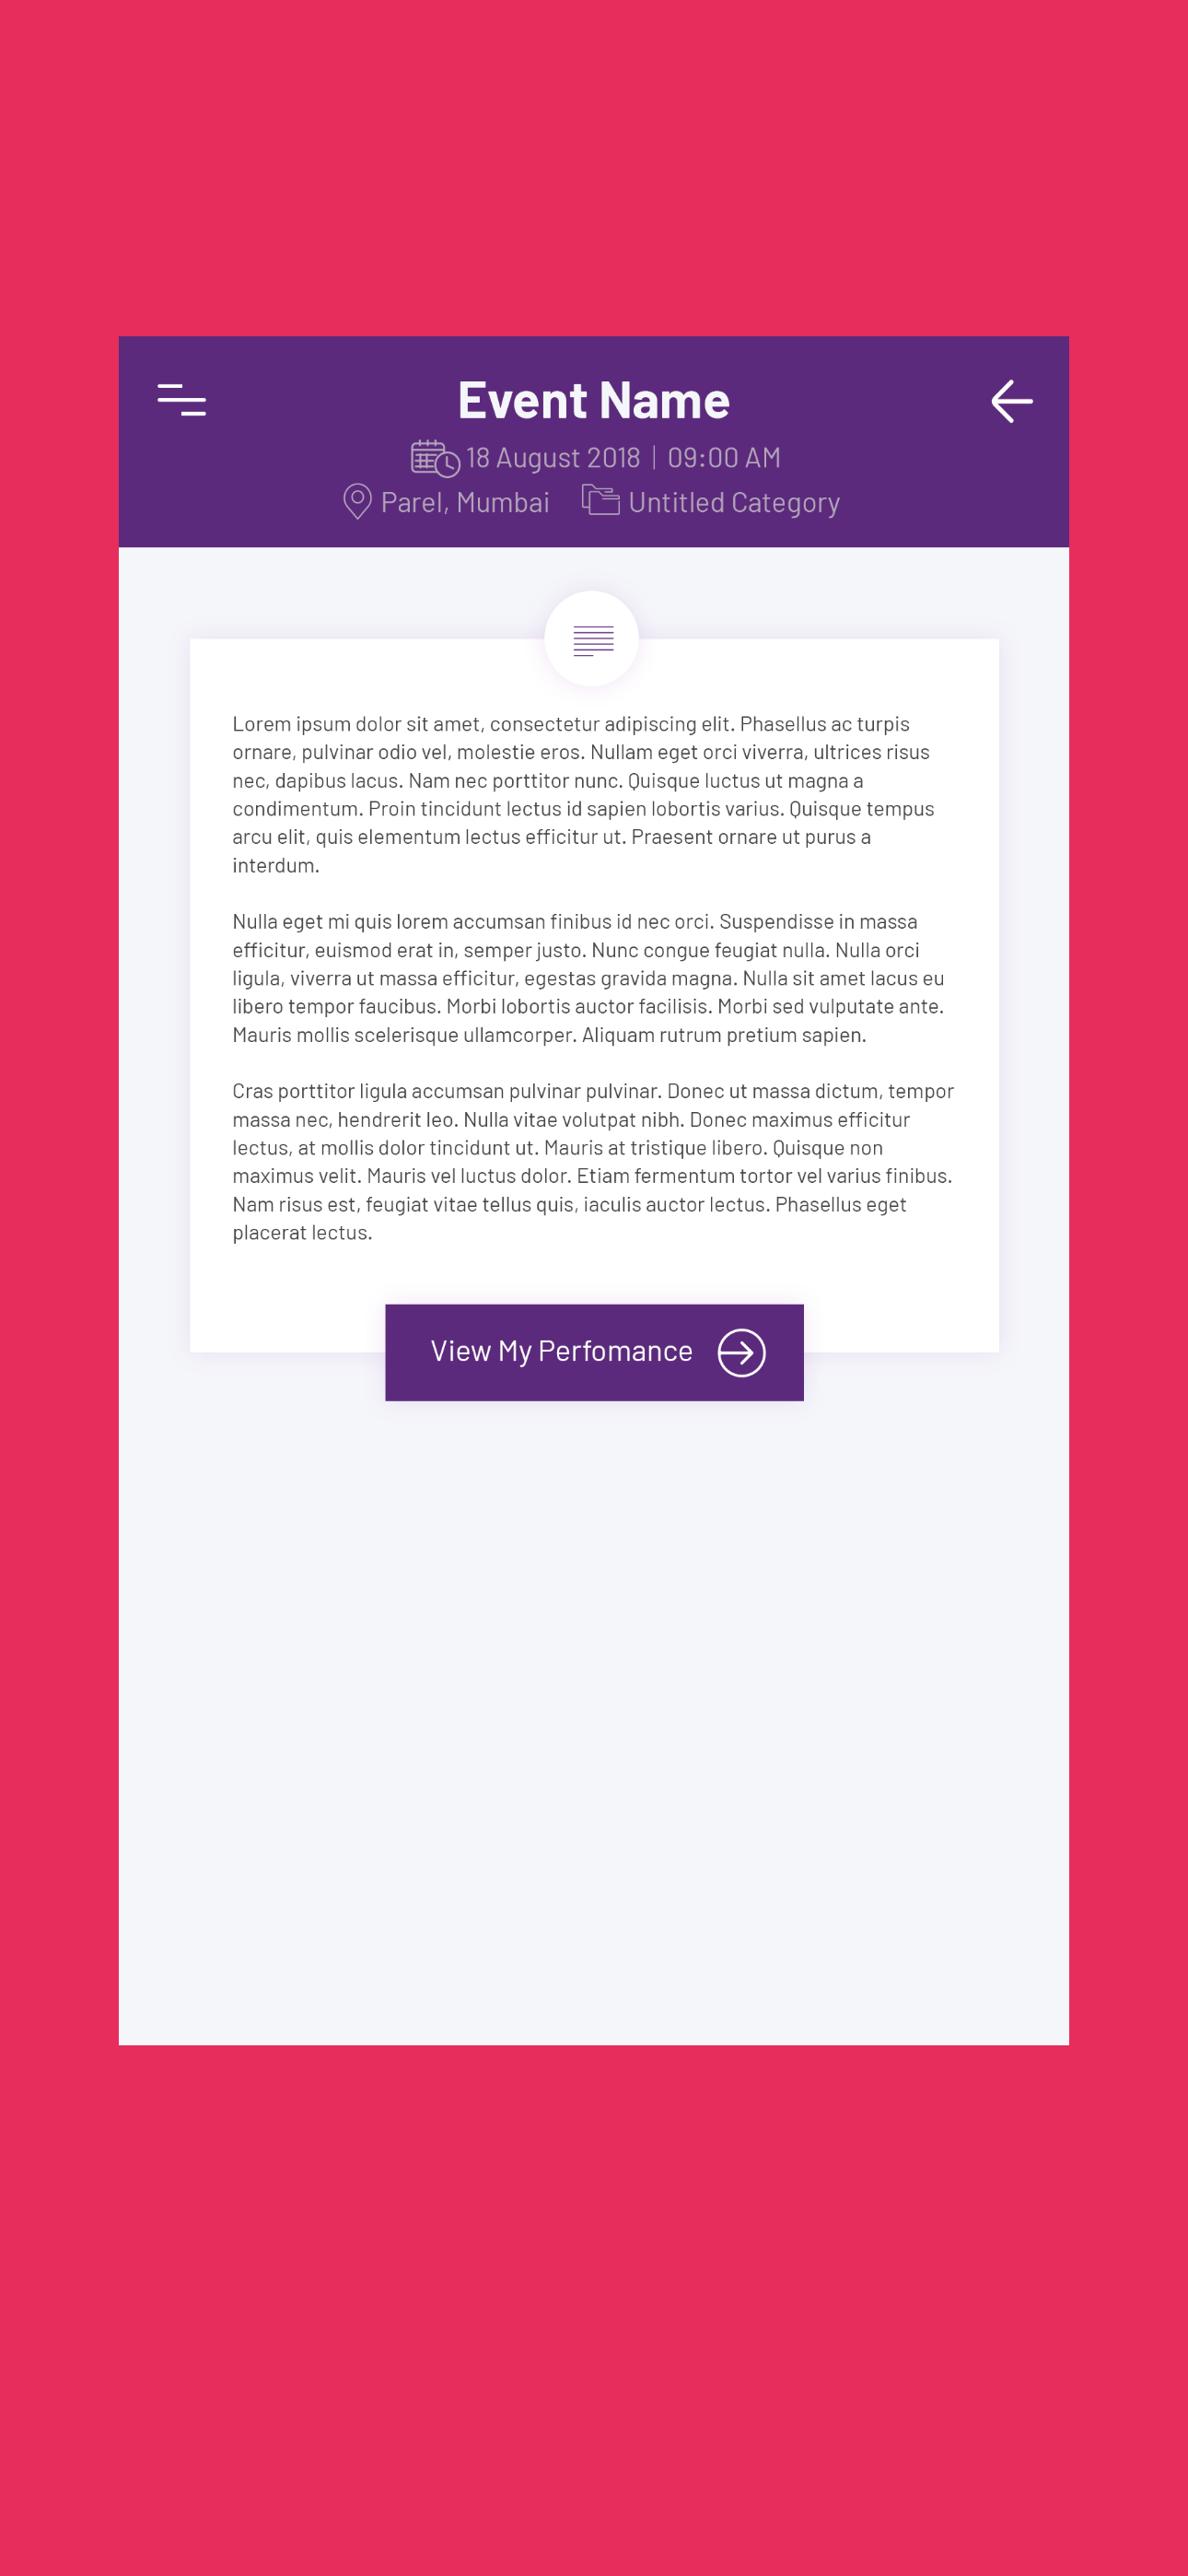 Event Name
18 August 2018 | 09:00 AM
Parel, Mumbai Untitled Category
Lorem ipsum dolor sit amet, consectetur adipiscing elit. Phasellus ac turpis
ornare, pulvinar odio vel, molestie eros. Nullam eget orci viverra, ultrices risus
nec, dapibus lacus. Nam nec porttitor nunc. Quisque luctus ut magna a
condimentum. Proin tincidunt lectus id sapien lobortis varius. Quisque tempus
arcu elit, quis elementum lectus efficitur ut. Praesent ornare ut purus a
interdum.
Nulla eget mi quis lorem accumsan finibus id nec orci. Suspendisse in massa
efficitur, euismod erat in, semper justo. Nunc congue feugiat nulla. Nulla orci
ligula, viverra ut massa efficitur, egestas gravida magna. Nulla sit amet lacus eu
libero tempor faucibus. Morbi lobortis auctor facilisis. Morbi sed vulputate ante.
Mauris mollis scelerisque ullamcorper. Aliquam rutrum pretium sapien.
Cras porttitor ligula accumsan pulvinar pulvinar. Donec ut massa dictum, tempor
massa nec, hendrerit leo. Nulla vitae volutpat nibh. Donec maximus efficitur
lectus, at mollis dolor tincidunt ut. Mauris at tristique libero. Quisque non
maximus velit. Mauris vel luctus dolor. Etiam fermentum tortor vel varius finibus.
Nam risus est, feugiat vitae tellus quis, iaculis auctor lectus. Phasellus eget
placerat lectus.
View My Perfomance